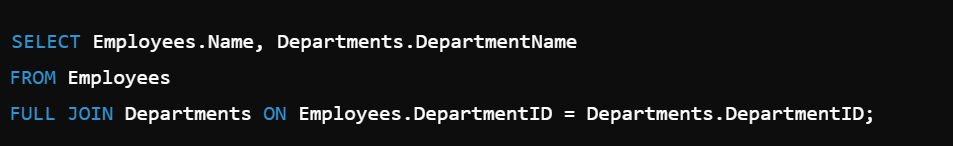 SELECT Employees.Name, Departments.DepartmentName
FROM Employees
FULL JOIN Departments ON Employees.DepartmentID = Departments.DepartmentID;